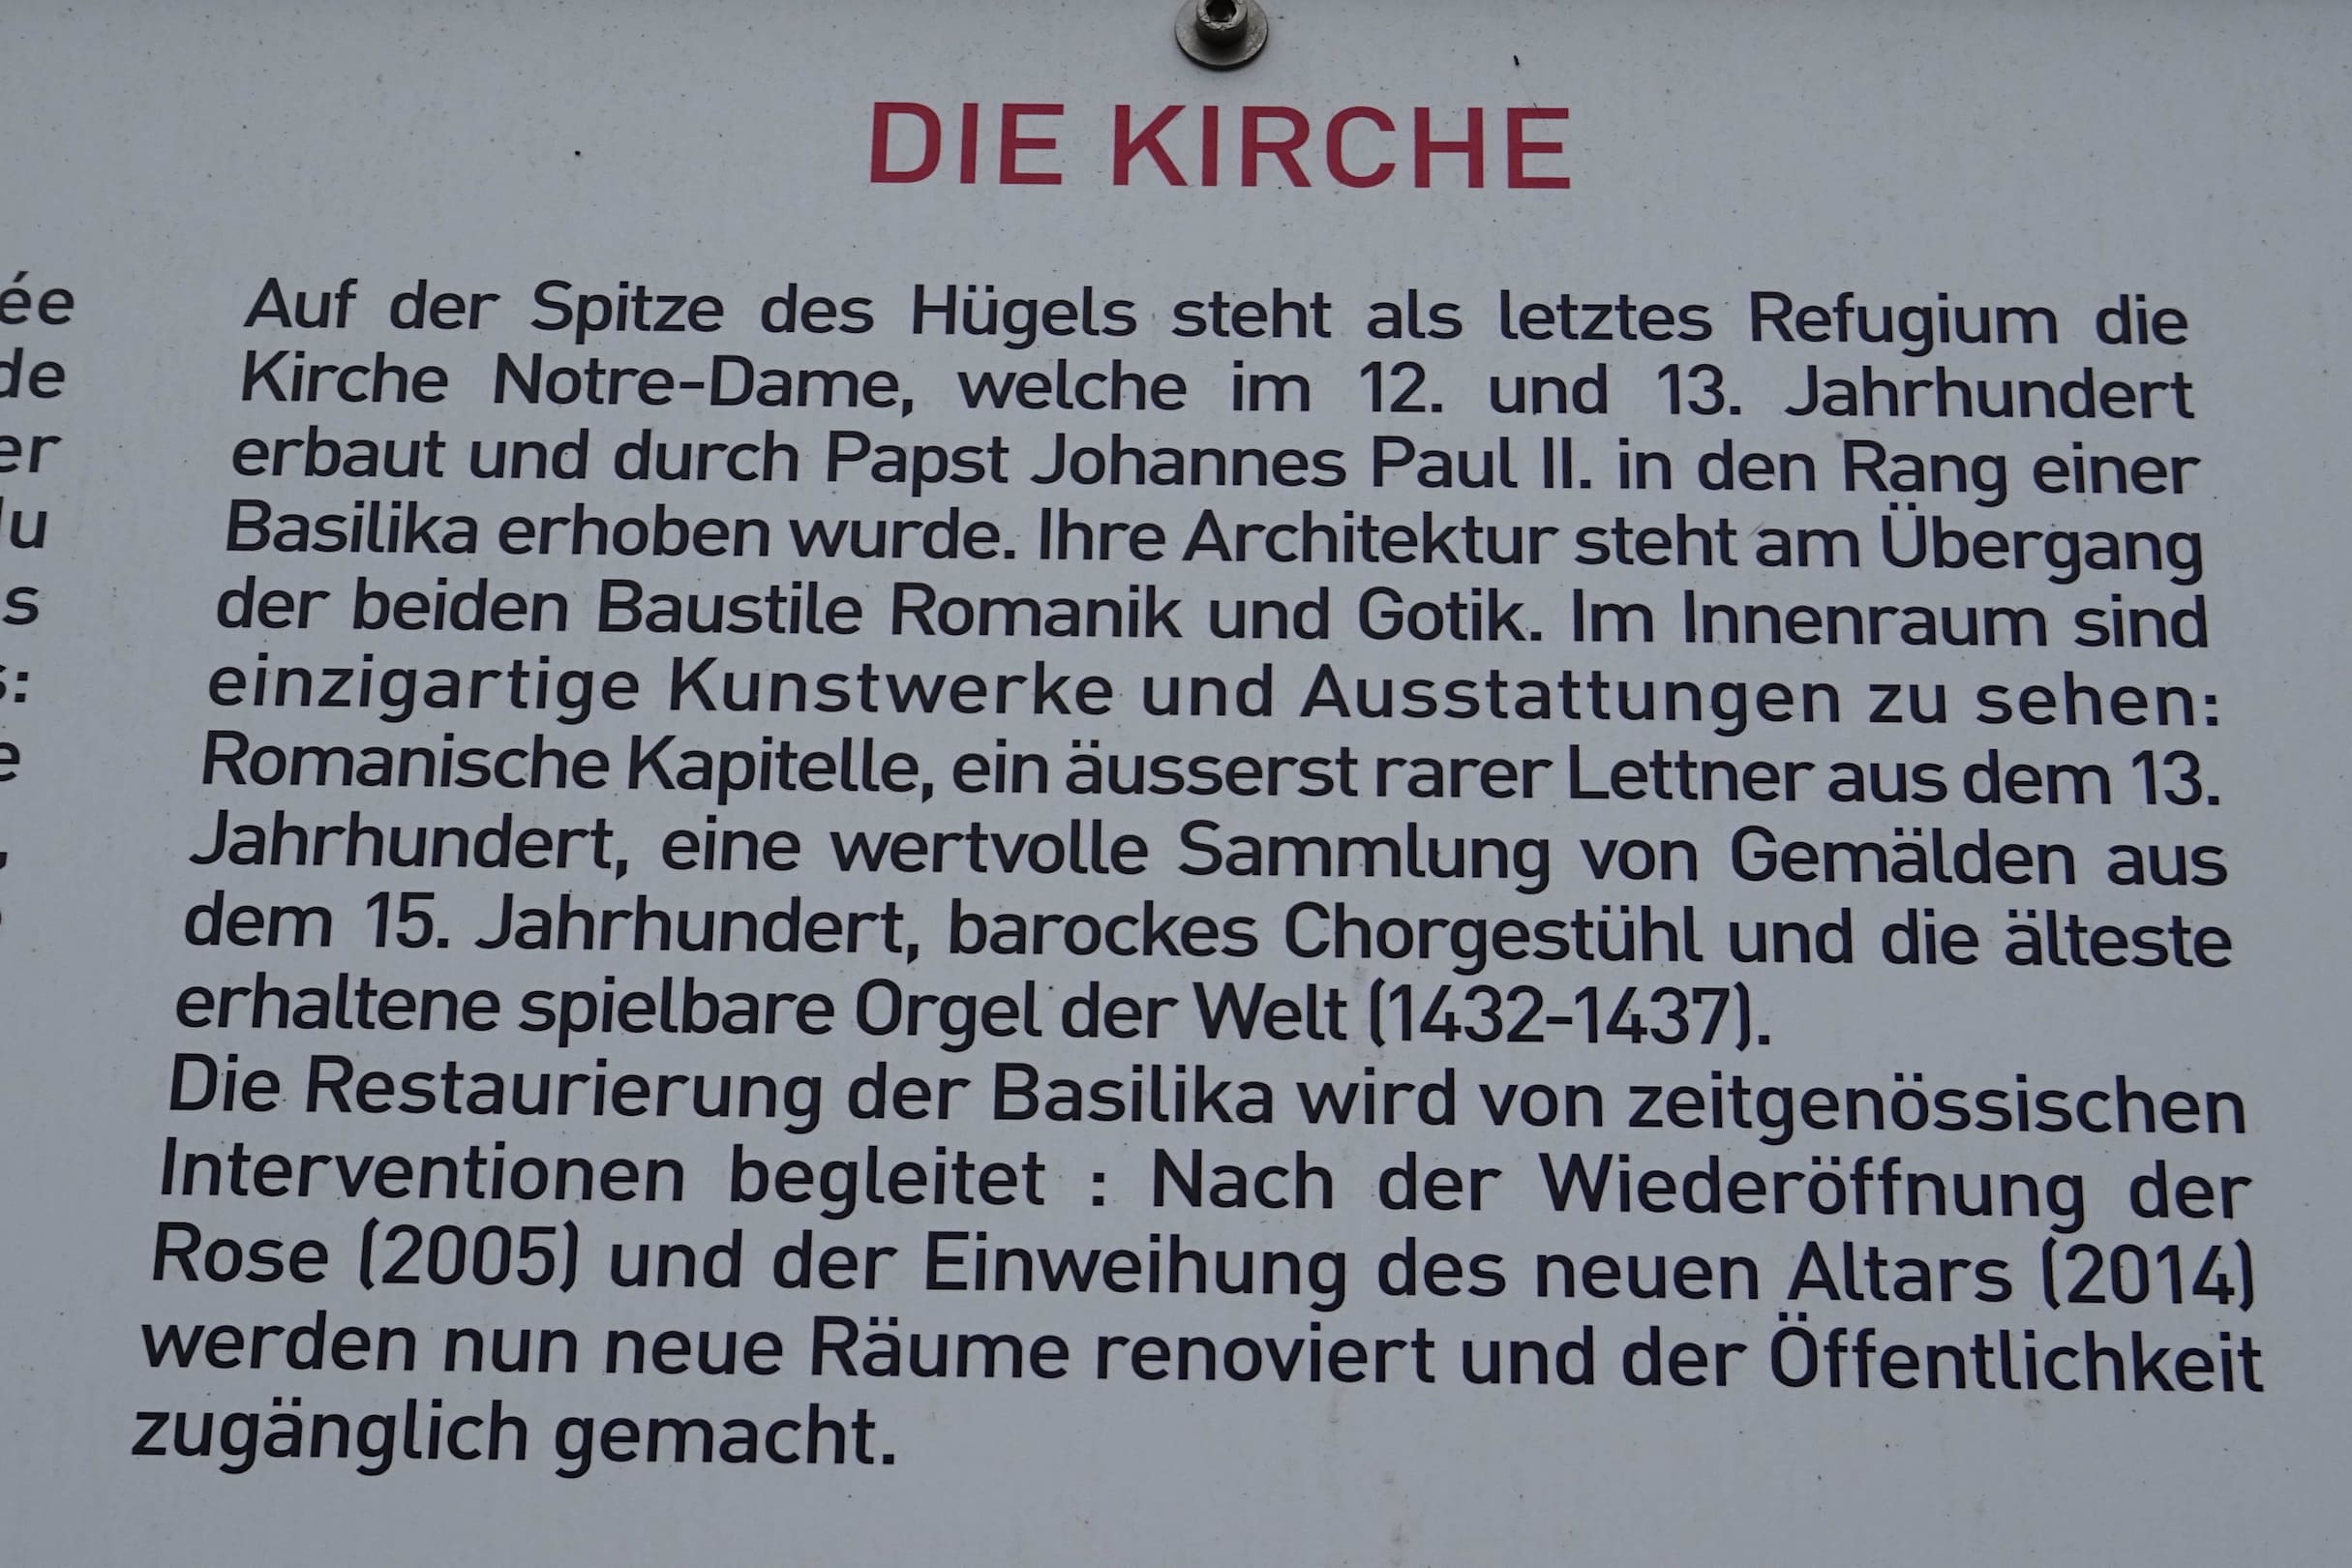 DIE KIRCHE
ée
de
er
du
s
s:
e
,
Auf der Spitze des Hügels steht als letztes Refugium die
Kirche Notre-Dame, welche im 12. und 13. Jahrhundert
erbaut und durch Papst Johannes Paul II. in den Rang einer
Basilika erhoben wurde. Ihre Architektur steht am Übergang
der beiden Baustile Romanik und Gotik. Im Innenraum sind
einzigartige Kunstwerke und Ausstattungen zu sehen:
Romanische Kapitelle, ein äusserst rarer Lettner aus dem 13.
Jahrhundert, eine wertvolle Sammlung von Gemälden aus
dem 15. Jahrhundert, barockes Chorgestühl und die älteste
erhaltene spielbare Orgel der Welt (1432-1437).
Die Restaurierung der Basilika wird von zeitgenössischen
Interventionen begleitet : Nach der Wiederöffnung der
Rose (2005) und der Einweihung des neuen Altars (2014)
werden nun neue Räume renoviert und der Öffentlichkeit
zugänglich gemacht.